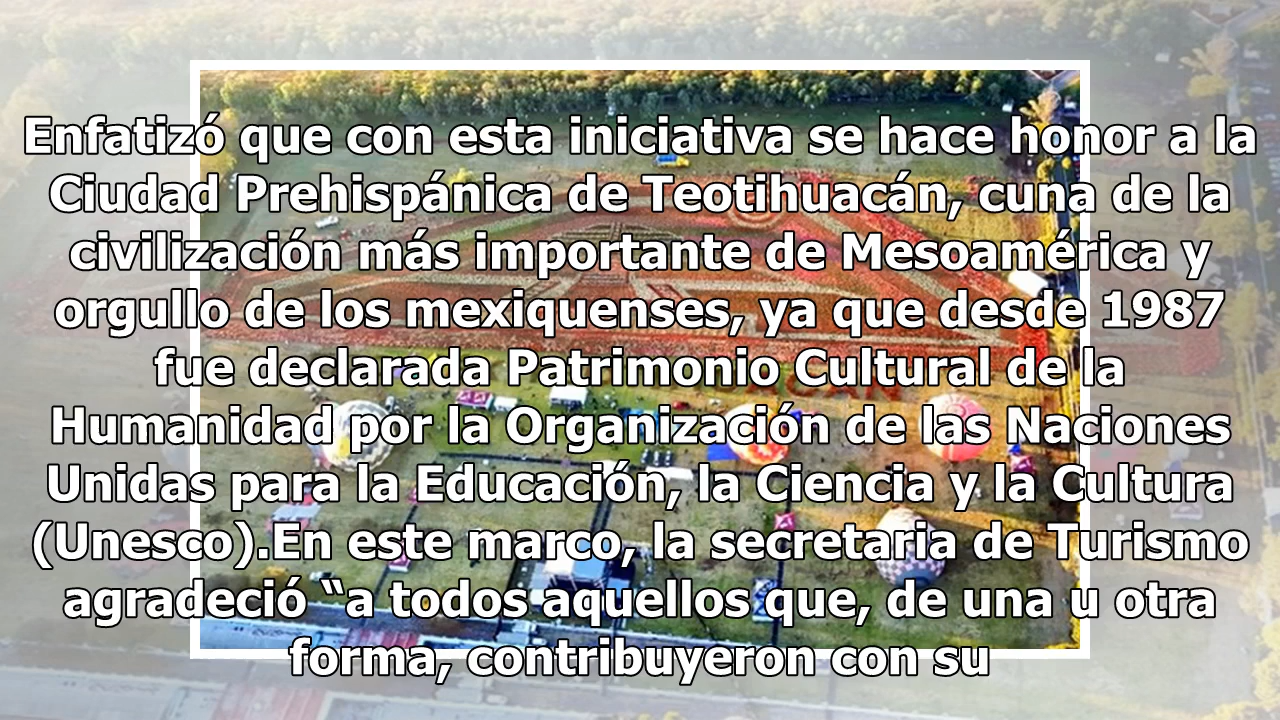 Enfatizó que con esta iniciativa se hace honor a la
Ciudad Prehispánica de Teotihuacán, cuna de la
civilización más importante de Mesoamérica y
orgullo de los mexiquenses, ya que desde 1987
fue declarada Patrimonio Cultural de la
Humanidad por la Organización de las Naciones
Unidas para la Educación, la Ciencia y la Cultura
(Unesco).En este marco, la secretaria de Turismo
agradeció “a todos aquellos que, de una u otra
forma, contribuyeron con su